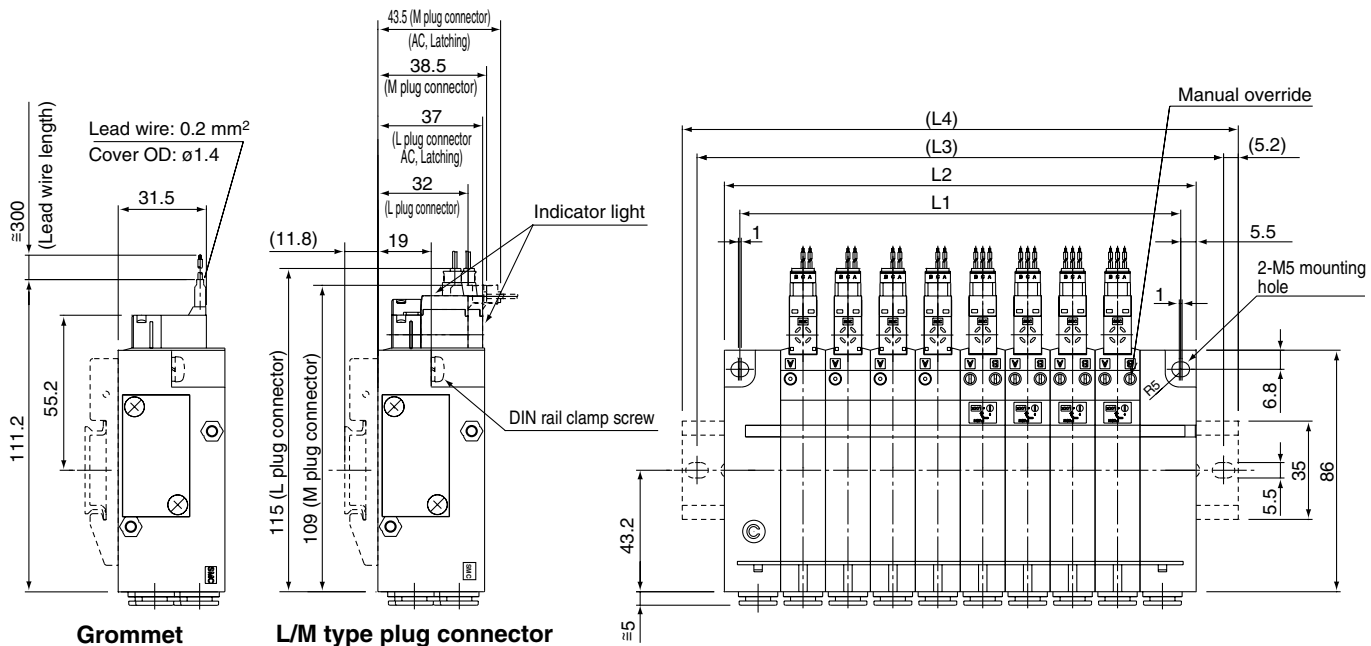 43.5 (M plug connector)
(AC, Latching)
38.5
(M plug connector)
37
(L plug connector
AC, Latching)
32
(L plug connector)
(11.8)
19
Lead wire: 0.2 mm²
Cover OD: ø1.4
≅300
(Lead wire length)
31.5
55.2
111.2
SMC
Grommet
Indicator light
115 (L plug connector)
109 (M plug connector)
DIN rail clamp screw
SMC
L/M type plug connector
Manual override
(L4)
(L3)
(5.2)
L2
L1
1
5.5
2-M5 mounting
hole
1
B C A
B C A
V V V V V G V G V G V G
R5
6.8
35
86
5.5
43.2
C
≅5